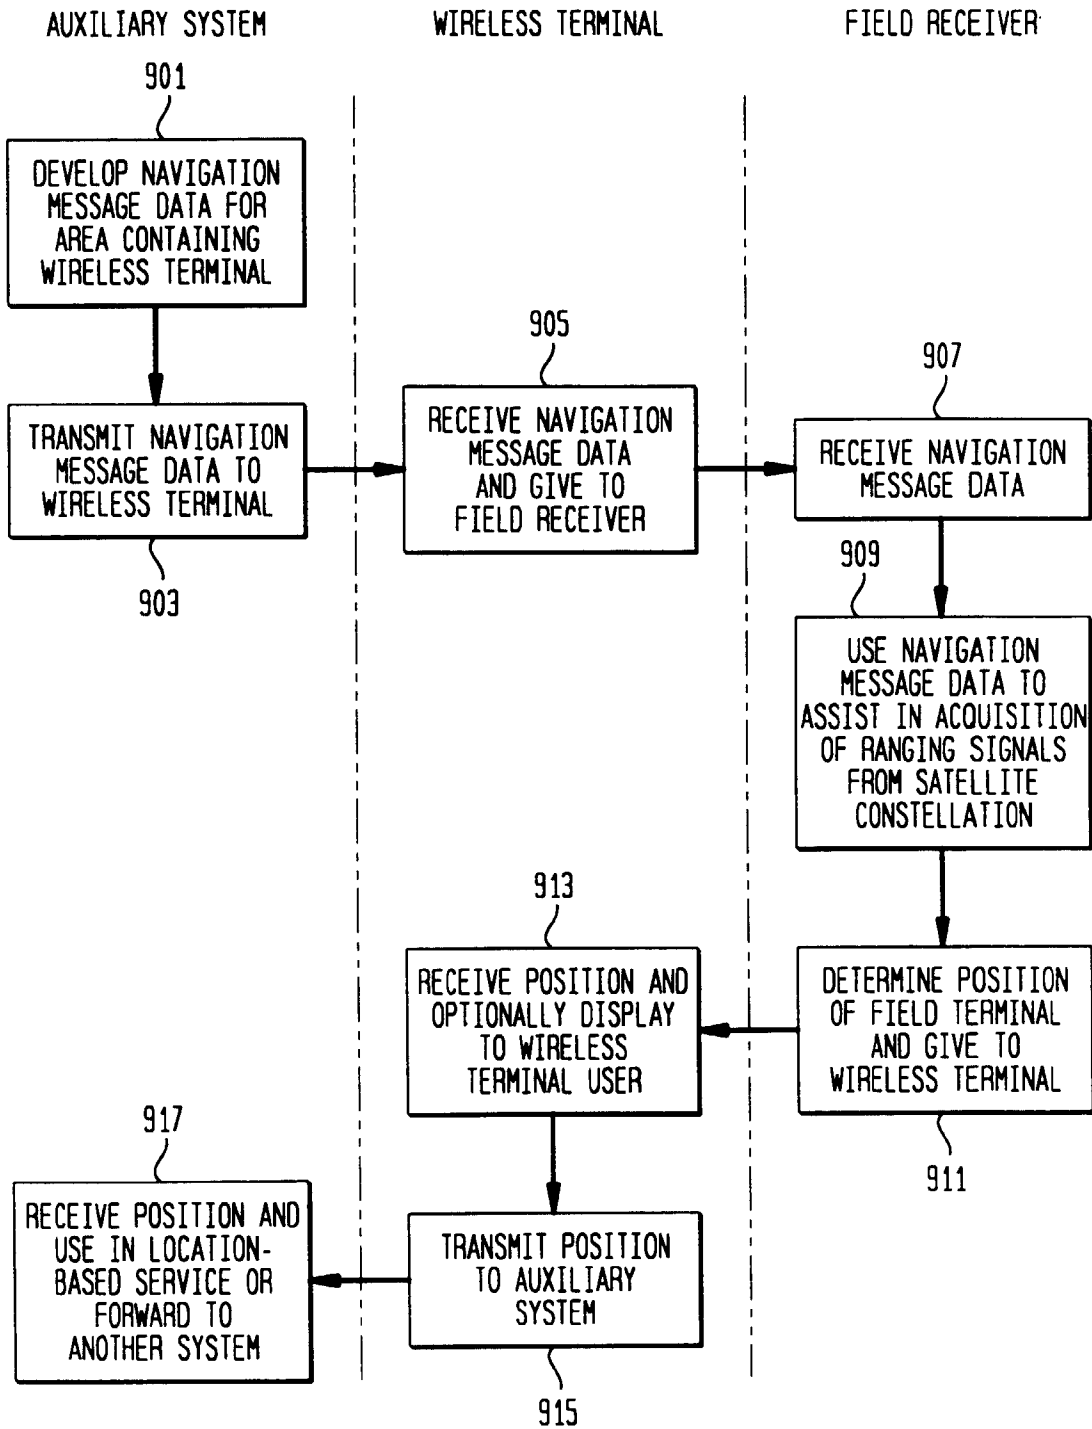 AUXILIARY SYSTEM
WIRELESS TERMINAL
FIELD RECEIVER
901
DEVELOP NAVIGATION
MESSAGE DATA FOR
AREA CONTAINING
WIRELESS TERMINAL
905
907
TRANSMIT NAVIGATION
MESSAGE DATA TO
WIRELESS TERMINAL
903
RECEIVE NAVIGATION
MESSAGE DATA
AND GIVE TO
FIELD RECEIVER
RECEIVE NAVIGATION
MESSAGE DATA
909
USE NAVIGATION
MESSAGE DATA TO
ASSIST IN ACQUISITION
OF RANGING SIGNALS
FROM SATELLITE
CONSTELLATION
913
RECEIVE POSITION AND
OPTIONALLY DISPLAY
TO WIRELESS
TERMINAL USER
DETERMINE POSITION
OF FIELD TERMINAL
AND GIVE TO
WIRELESS TERMINAL
911
917
RECEIVE POSITION AND
USE IN LOCATION-
BASED SERVICE OR
FORWARD TO
ANOTHER SYSTEM
TRANSMIT POSITION
TO AUXILIARY
SYSTEM
915